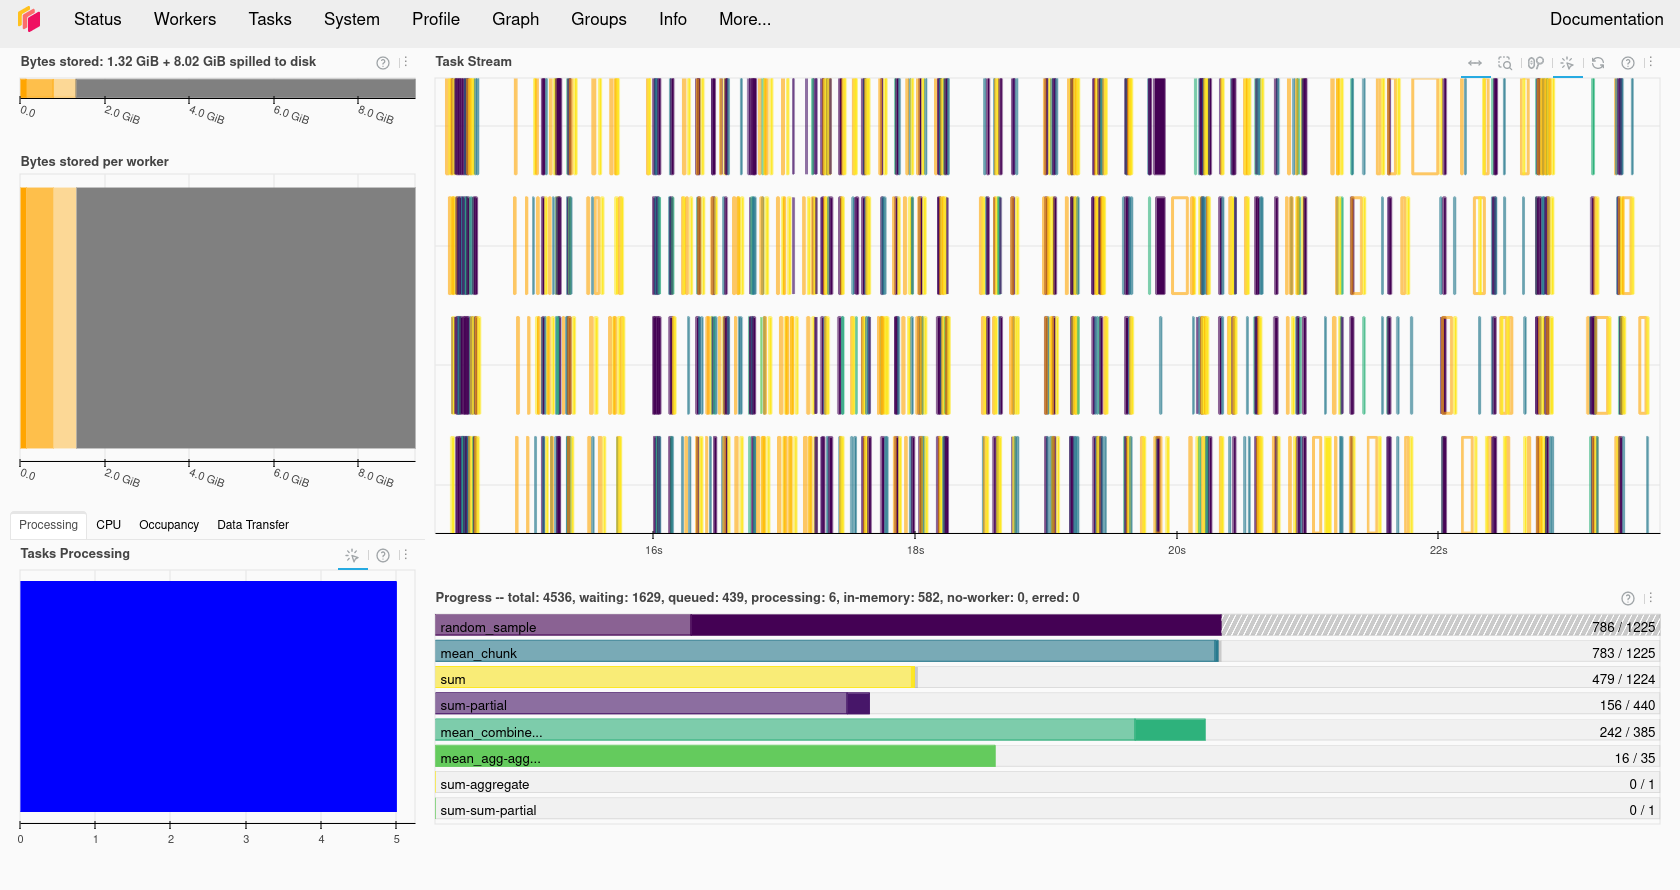 Status Workers Tasks System Profile Graph Groups Info More... Documentation
Bytes stored: 1.32 GiB + 8.02 GiB spilled to disk
0.0 2.0 GiB 4.0 GiB 6.0 GiB 8.0 GiB
Bytes stored per worker
0.0 2.0 GiB 4.0 GiB 6.0 GiB 8.0 GiB
Processing CPU Occupancy Data Transfer
Tasks Processing
0 1 2 3 4 5
Task Stream
16s 18s 20s 22s
Progress -- total: 4536, waiting: 1629, queued: 439, processing: 6, in-memory: 582, no-worker: 0, erred: 0
random_sample 786 / 1225
mean_chunk 783 / 1225
sum 479 / 1224
sum-partial 156 / 440
mean_combine... 242 / 385
mean_agg-agg... 16 / 35
sum-aggregate 0 / 1
sum-sum-partial 0 / 1